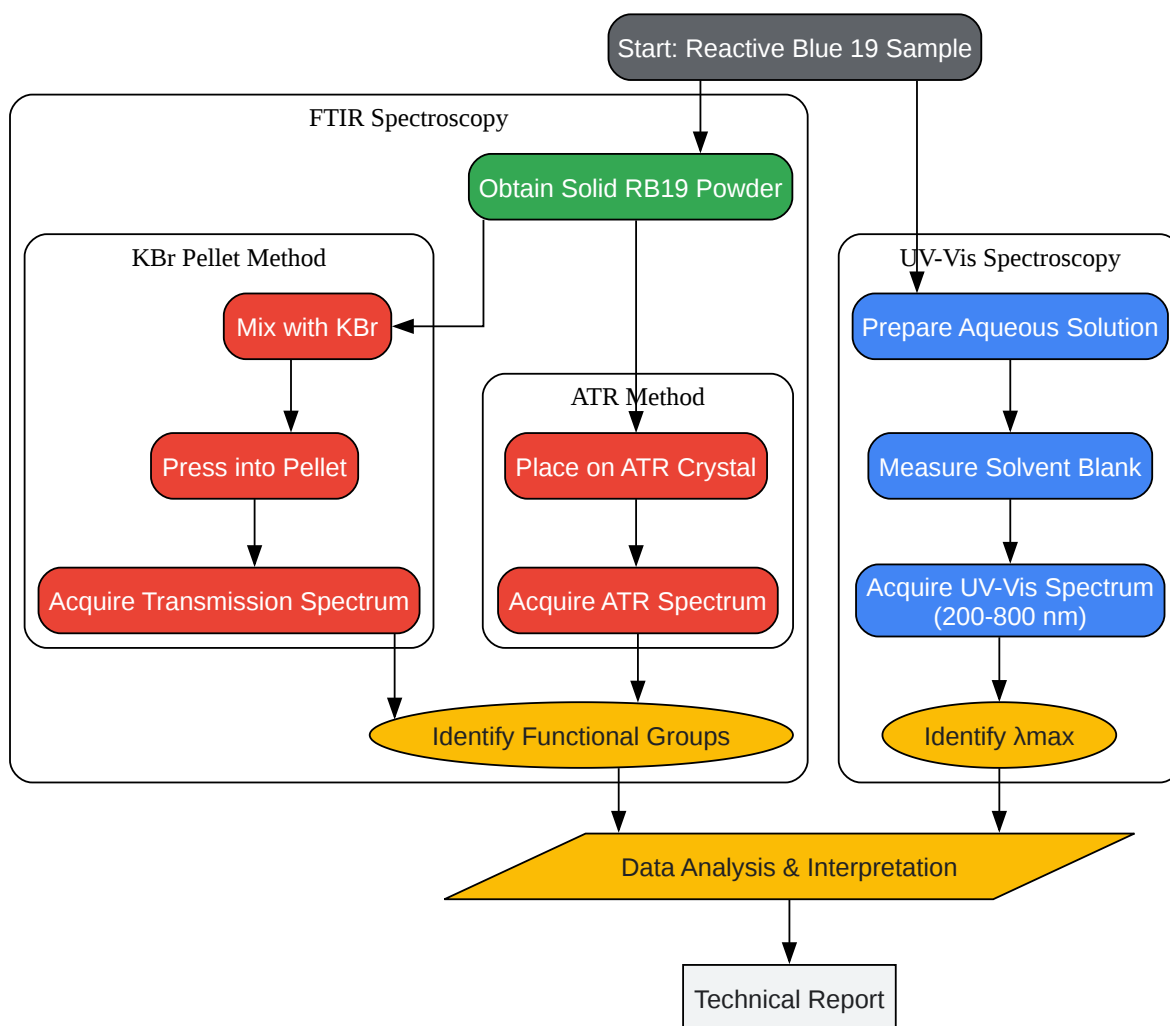 Start: Reactive Blue 19 Sample
FTIR Spectroscopy
Obtain Solid RB19 Powder
KBr Pellet Method
Mix with KBr
Press into Pellet
Acquire Transmission Spectrum
ATR Method
Place on ATR Crystal
Acquire ATR Spectrum
Identify Functional Groups
UV-Vis Spectroscopy
Prepare Aqueous Solution
Measure Solvent Blank
Acquire UV-Vis Spectrum
(200-800 nm)
Identify λmax
Data Analysis & Interpretation
Technical Report